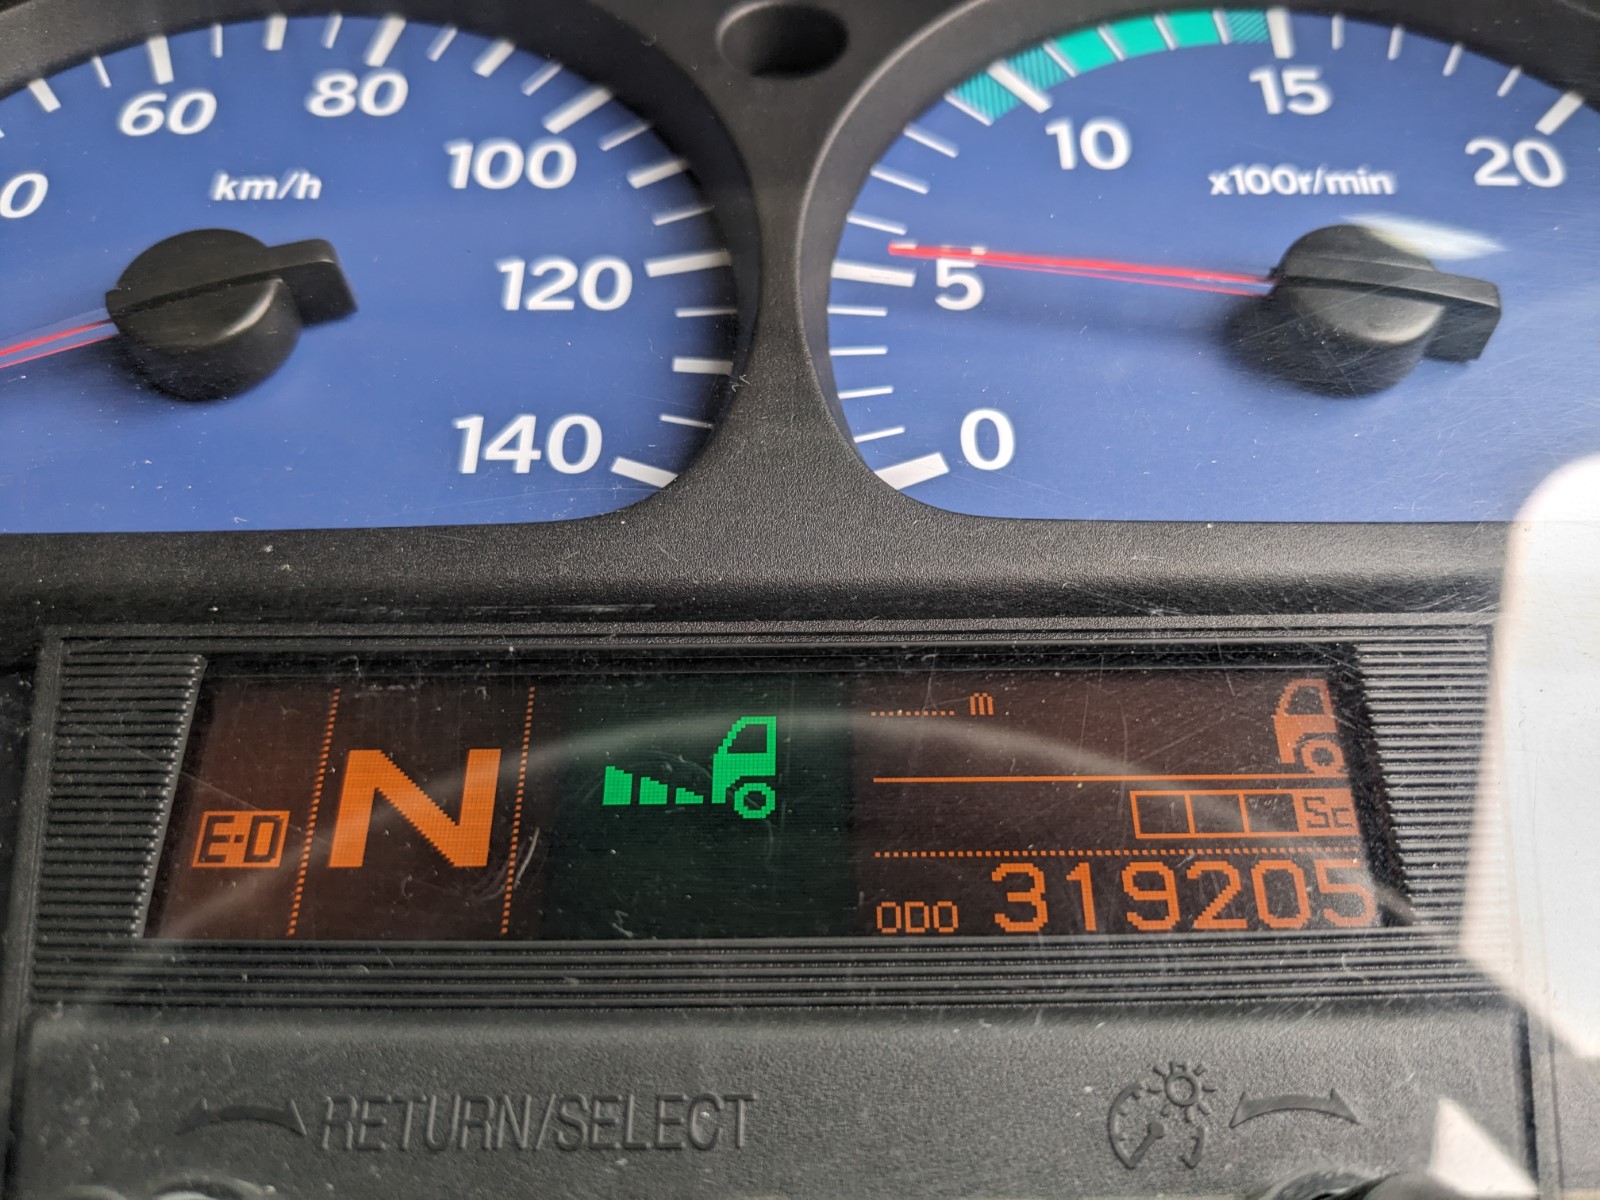 60
80
100
km/h
120
140
10
15
20
x100r/min
5
0
m
E-D
N
Sc
ODO 319205
RETURN/SELECT